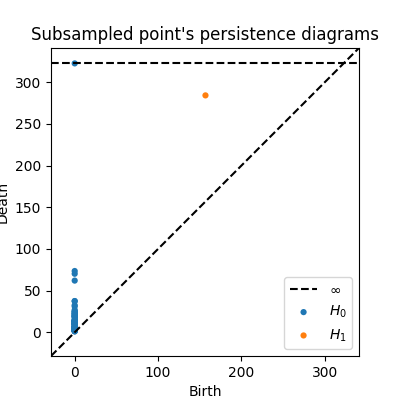 Subsampled point's persistence diagrams
300
250
200
150
100
50
0
Death
0 100 200 300
Birth
∞
H₀
H₁